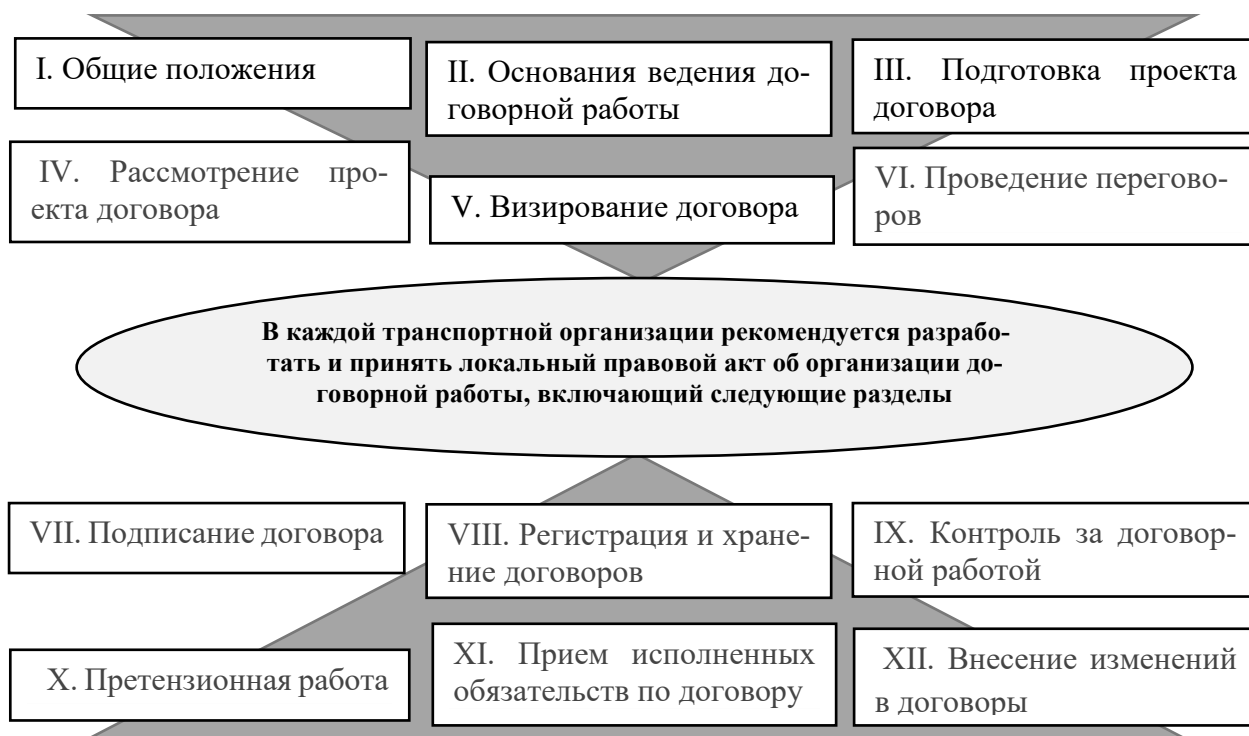 I. Общие положения
II. Основания ведения до-
говорной работы
III. Подготовка проекта
договора
IV. Рассмотрение про-
екта договора
V. Визирование договора
VI. Проведение перегово-
ров
В каждой транспортной организации рекомендуется разрабо-
тать и принять локальный правовой акт об организации до-
говорной работы, включающий следующие разделы
VII. Подписание договора
VIII. Регистрация и хране-
ние договоров
IX. Контроль за договор-
ной работой
X. Претензионная работа
XI. Прием исполненных
обязательств по договору
XII. Внесение изменений
в договоры